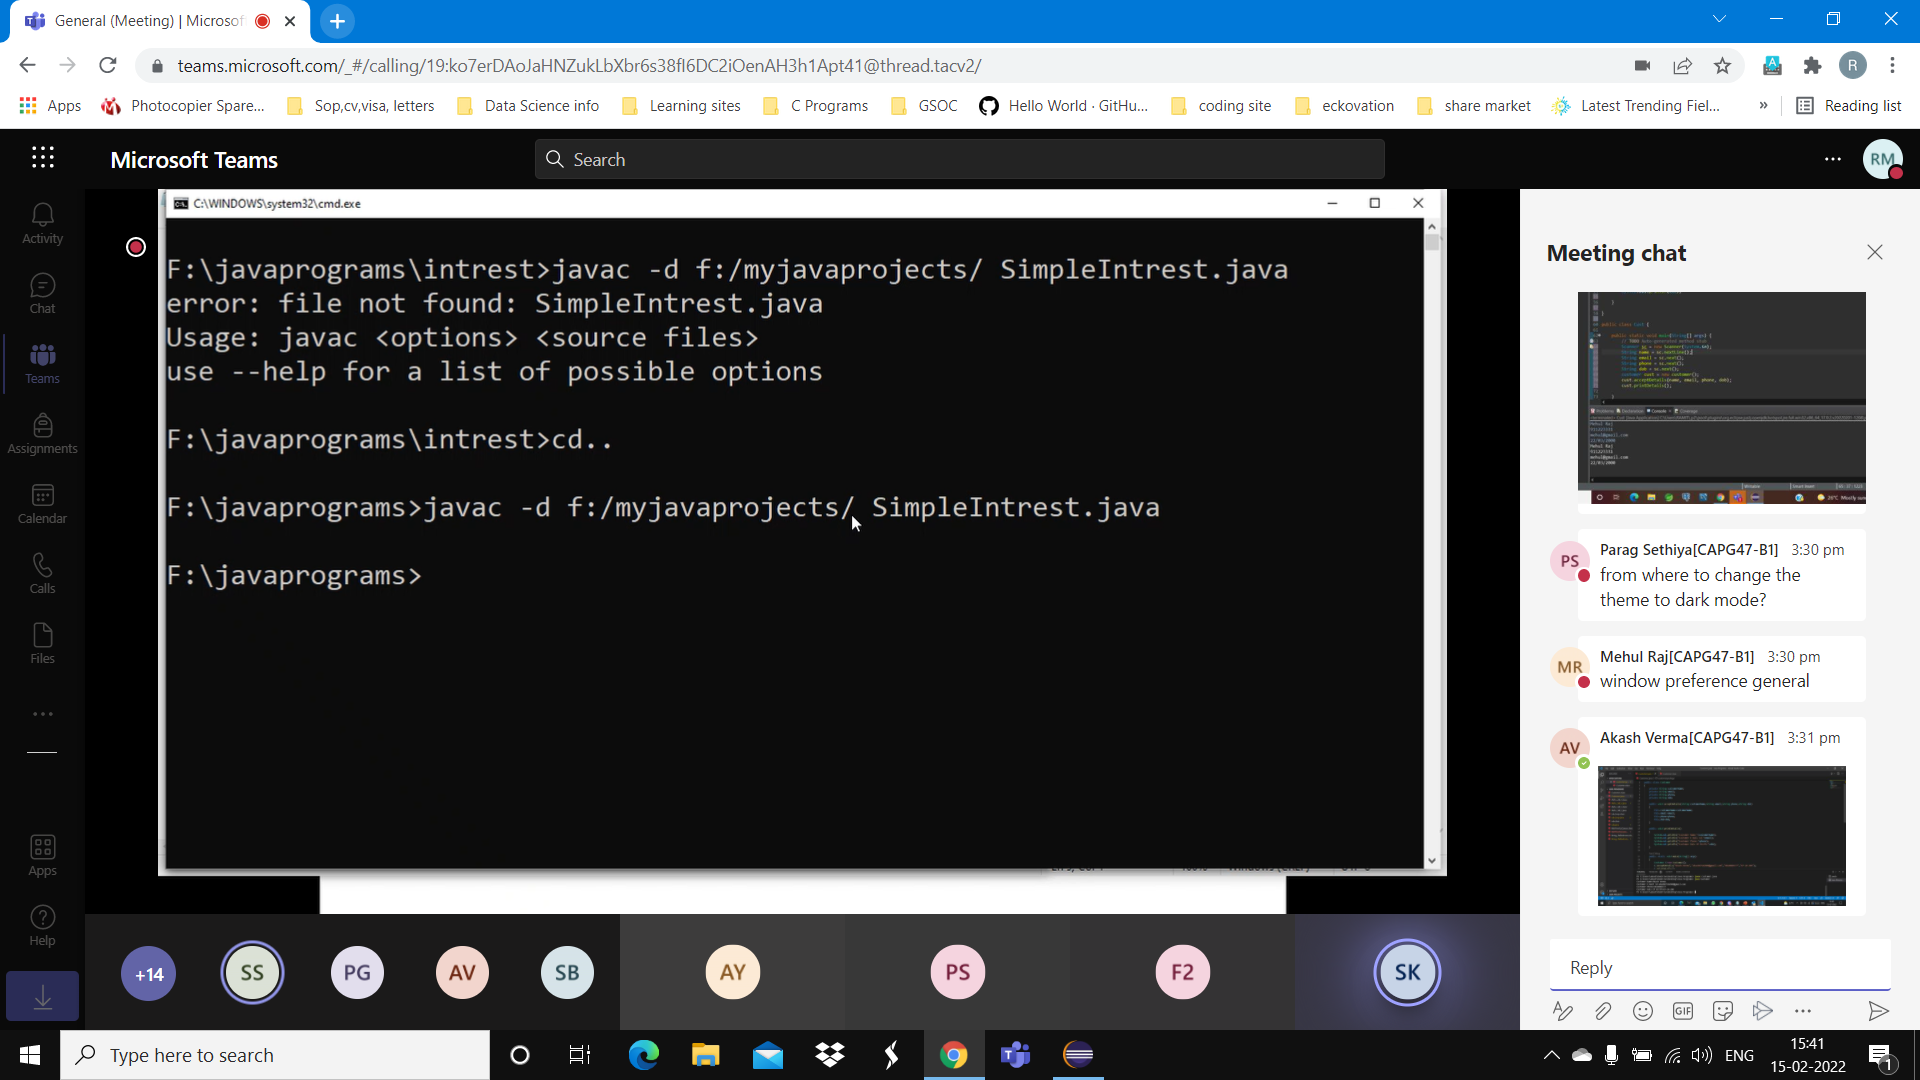 General (Meeting) | Microsof
teams.microsoft.com/_#/calling/19:ko7erDAoJaHNZukLbXbr6s38fI6DC2iOenAH3h1Apt41@thread.tacv2/
R
Apps Photocopier Spare... Sop,cv,visa, letters Data Science info Learning sites C Programs GSOC Hello World · GitHu... coding site eckovation share market Latest Trending Fiel... » Reading list
Microsoft Teams
Search
RM
Activity
Chat
Teams
Assignments
Calendar
Calls
Files
Apps
Help
C:\WINDOWS\system32\cmd.exe
F:\javaprograms\intrest>javac -d f:/myjavaprojects/ SimpleIntrest.java
error: file not found: SimpleIntrest.java
Usage: javac <options> <source files>
use --help for a list of possible options
F:\javaprograms\intrest>cd..
F:\javaprograms>javac -d f:/myjavaprojects/ SimpleIntrest.java
F:\javaprograms>
+14 SS PG AV SB AY PS F2 SK
Meeting chat
PS
Parag Sethiya[CAPG47-B1] 3:30 pm
from where to change the
theme to dark mode?
MR
Mehul Raj[CAPG47-B1] 3:30 pm
window preference general
AV
Akash Verma[CAPG47-B1] 3:31 pm
Reply
GIF
Type here to search
ENG
15:41
15-02-2022
1